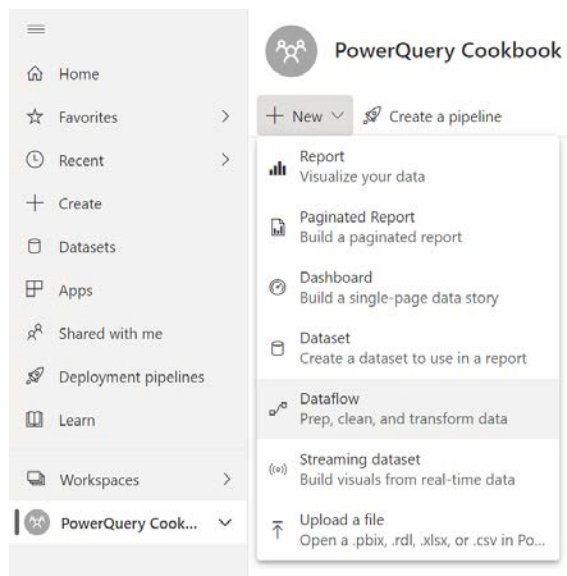 Home
Favorites
Recent
Create
Datasets
Apps
Shared with me
Deployment pipelines
Learn
Workspaces
PowerQuery Cook...
PowerQuery Cookbook
New
Create a pipeline
Report
Visualize your data
Paginated Report
Build a paginated report
Dashboard
Build a single-page data story
Dataset
Create a dataset to use in a report
Dataflow
Prep, clean, and transform data
Streaming dataset
Build visuals from real-time data
Upload a file
Open a .pbix, .rdl, .xlsx, or .csv in Po...